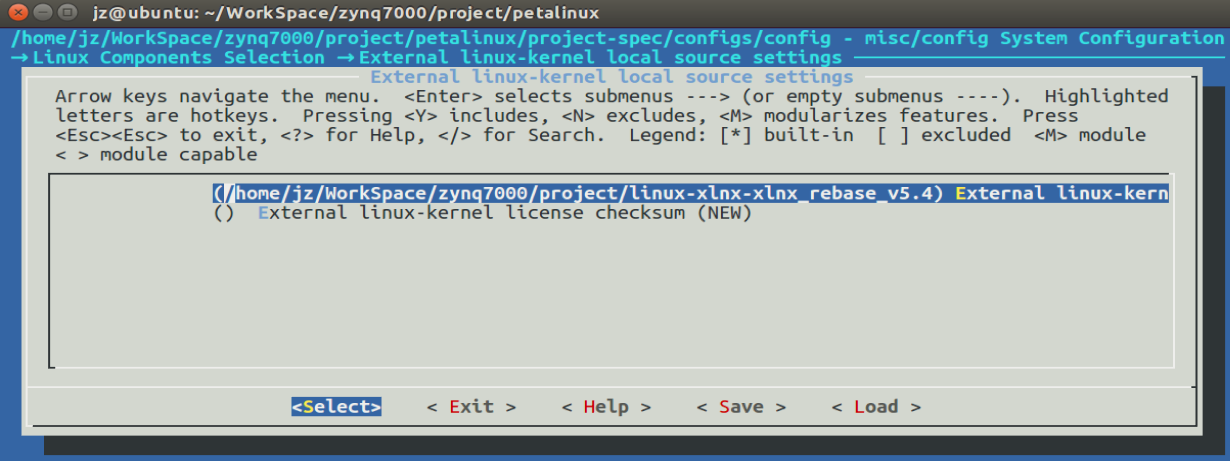 jz@ubuntu: ~/WorkSpace/zynq7000/project/petalinux
/home/jz/WorkSpace/zynq7000/project/petalinux/project-spec/configs/config - misc/config System Configuration
→ Linux Components Selection → External linux-kernel local source settings
External linux-kernel local source settings
Arrow keys navigate the menu.  <Enter> selects submenus ---> (or empty submenus ----).  Highlighted
letters are hotkeys.  Pressing <Y> includes, <N> excludes, <M> modularizes features.  Press
<Esc><Esc> to exit, <?> for Help, </> for Search.  Legend: [*] built-in  [ ] excluded  <M> module
< > module capable
(/home/jz/WorkSpace/zynq7000/project/linux-xlnx-xlnx_rebase_v5.4) External linux-kern
()  External linux-kernel license checksum (NEW)
<Select>    < Exit >    < Help >    < Save >    < Load >